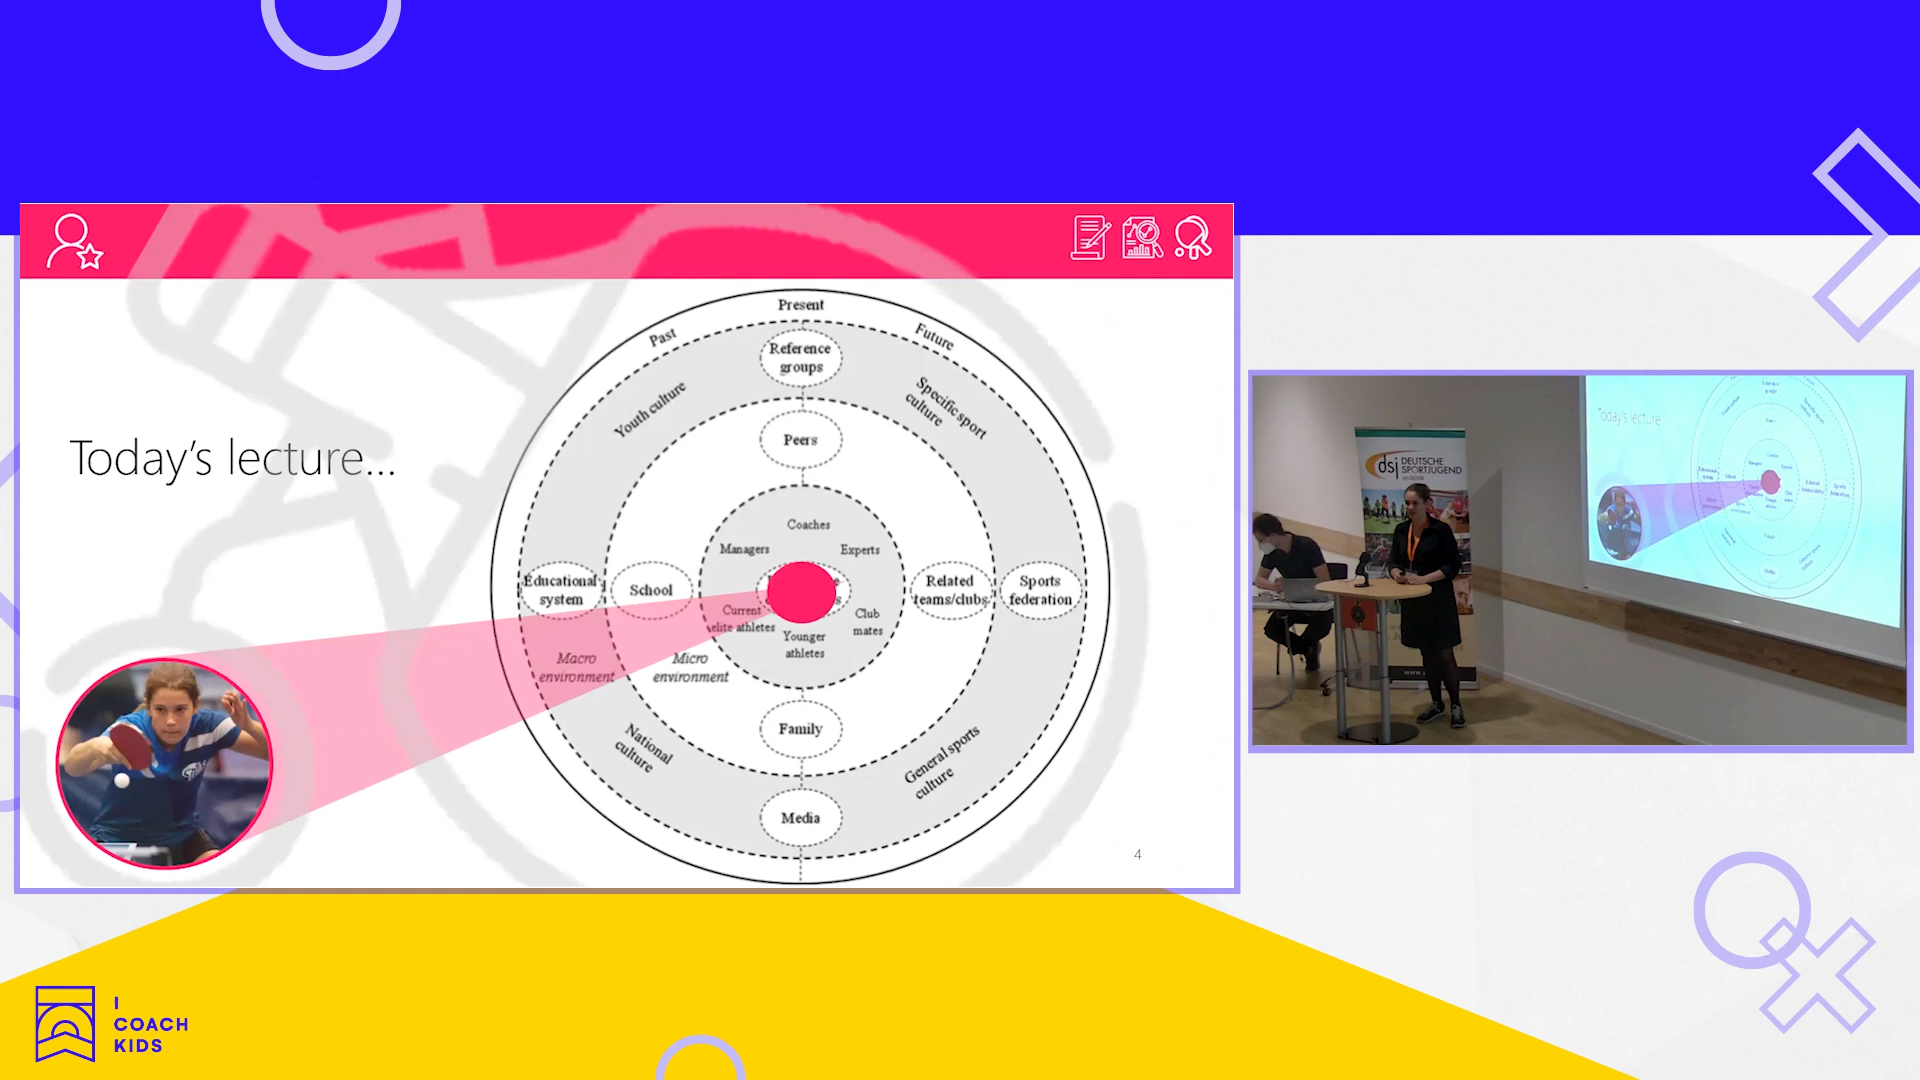 Today's lecture...
Present
Past
Future
Reference
groups
Youth culture
Specific sport
culture
Peers
Coaches
Managers
Experts
Educational
system
School
Related
teams/clubs
Sports
federation
Current
elite athletes
Club
mates
Younger
athletes
Macro
environment
Micro
environment
Family
National
culture
General sports
culture
Media
4
dsj DEUTSCHE
SPORTJUGEND
Today's lecture
I
COACH
KIDS